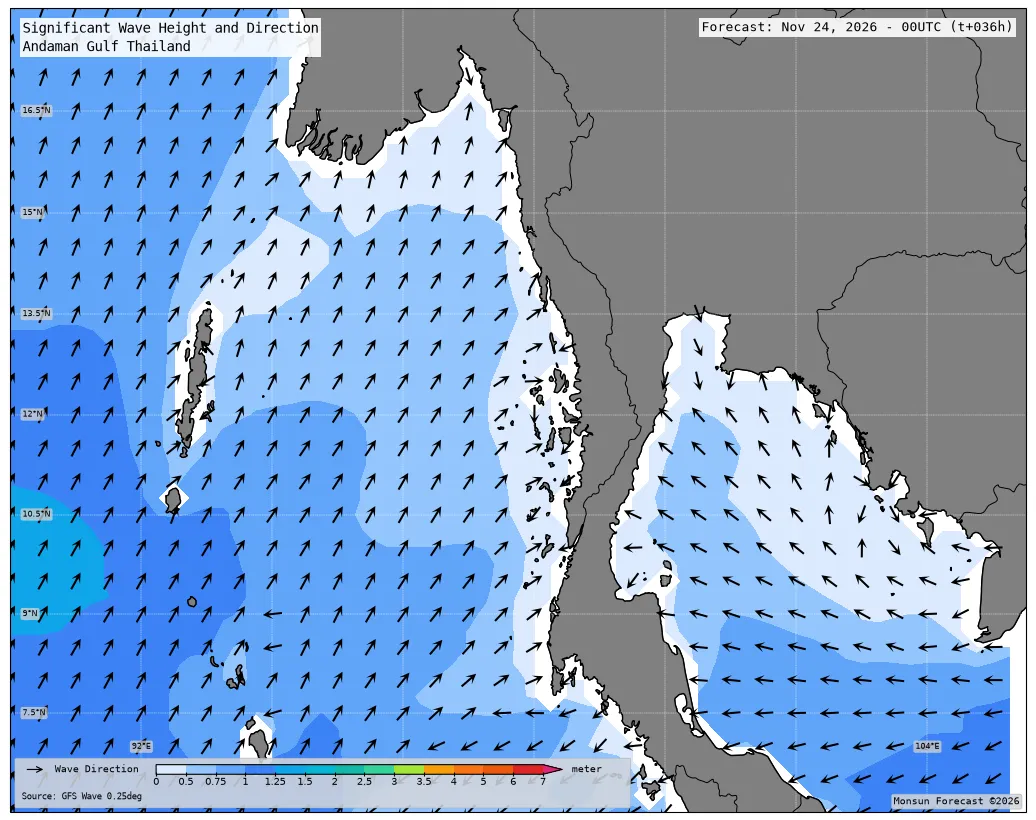 Significant Wave Height and Direction
Andaman Gulf Thailand
Forecast: Nov 24, 2026 - 00UTC (t+036h)
16.5°N
15°N
13.5°N
12°N
10.5°N
9°N
7.5°N
92°E
104°E
Wave Direction
meter
0.5 0.75 1 1.25 1.5 2 2.5 3 3.5 4 5 6 7
Source: GFS Wave 0.25deg
Monsun Forecast ©2026